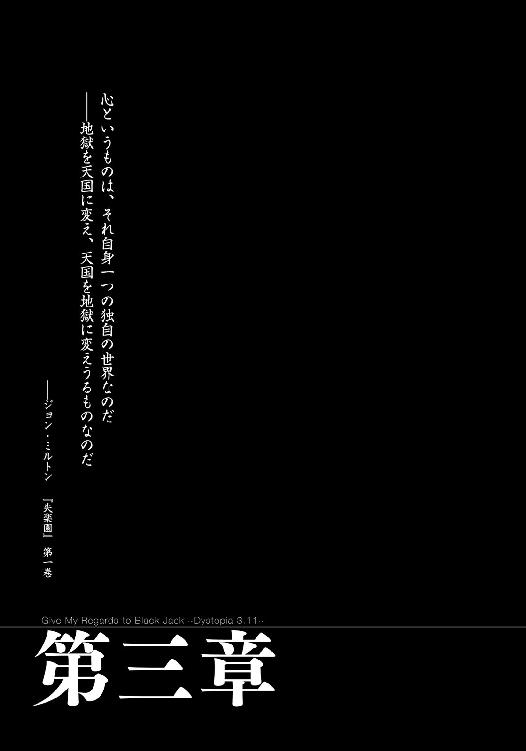 心というものは、それ自身一つの独自の世界なのだ
――地獄を天国に変え、天国を地獄に変えうるものなのだ
――ジョン・ミルトン『失楽園』第一巻
Give My Regards to Black Jack --Dystopia 3.11--
第三章